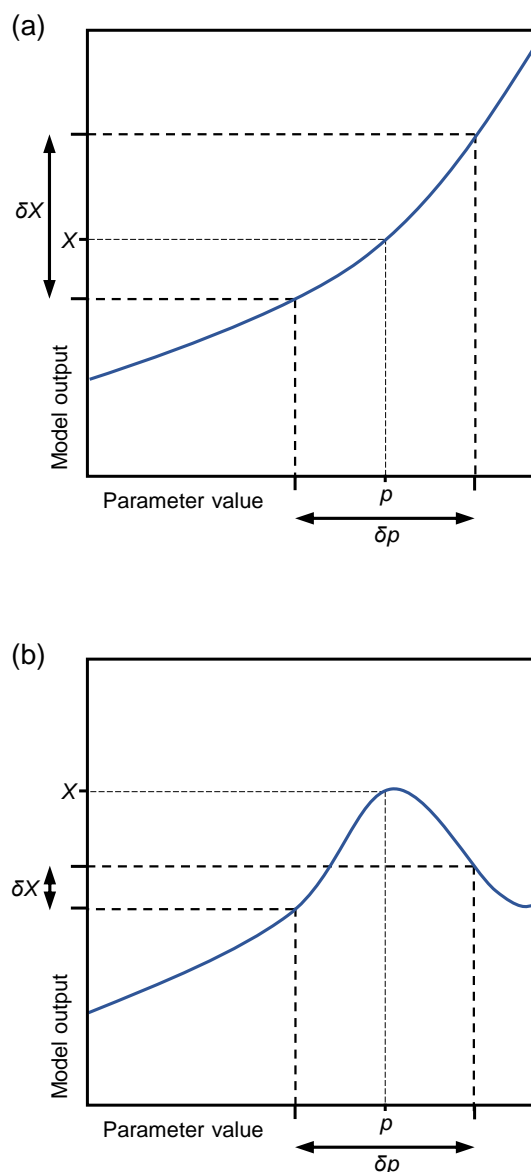 (a)
δX
X
Model output
Parameter value
p
δp
(b)
X
δX
Model output
Parameter value
p
δp